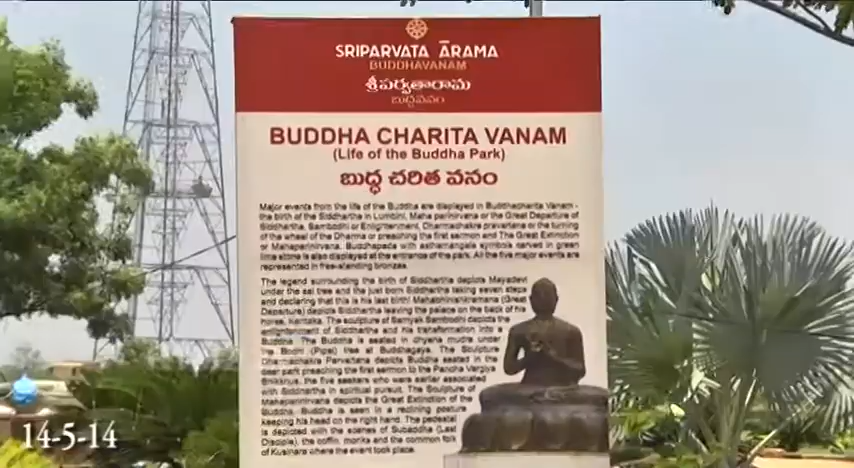 SRIPARVATA ĀRAMA
BUDDHAVANAM
శ్రీపర్వతారామ
బుద్ధవనం
BUDDHA CHARITA VANAM
(Life of the Buddha Park)
బుద్ధ చరిత వనం
Major events from the life of the Buddha are displayed in Buddhacharita Vanam -
the birth of the Siddhartha in Lumbini, Maha parinirvana or the Great Departure of
Siddhartha, Samyak Sambodhi or Enlightenment, Dharmachakra pravartana or the turning
of the wheel or preaching of the first sermon and the Great Extinction
or Mahaparinirvana. Buddhapada with asthamangala symbols carved in green
lime stone is also displayed at the entrance of the park. All the five major events are
represented in free-standing bronze.
The legend surrounding the birth of Siddhartha depicts Mayadevi
under the sal tree and the just born Siddhartha taking seven steps
and declaring that this is his last birth. Mahabhiniskramana (Great
Departure) depicts Siddhartha leaving the palace on the back of his
horse, Kantaka. The sculpture of Samyak Sambodhi depicts the
enlightenment of Siddhartha and his transformation into
Buddha. The Buddha is seated in dhyana mudra under
the Bodhi (Pipal) tree at Buddhagaya. The Sculpture
of Dharmachakra Parivartana depicts the Buddha seated in the
deer park preaching the first sermon to the Pancha Vargiya
Bhikkus, the five seekers who were earlier associated
with Siddhartha in his spiritual strivings. The Sculpture of
Mahaparinirvana depicts the Great Extinction of the
Buddha. Buddha is seen in a reclining posture
keeping his head on the right hand. The pedestal
is depicted with the scenes of Subaddha (Last
Disciple), the coffin, monks and the common folk
of Kusinara where the event took place.
14-5-14